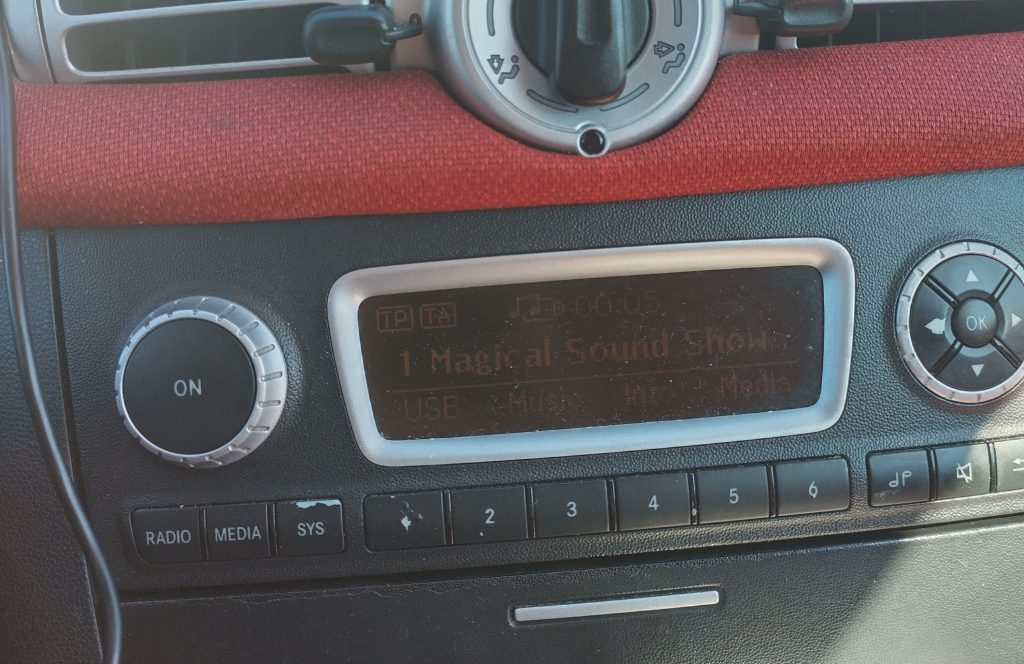 TP TA 00:05
1 Magical Sound Show
USB Music Info Media
ON
OK
RADIO MEDIA SYS 2 3 4 5 6